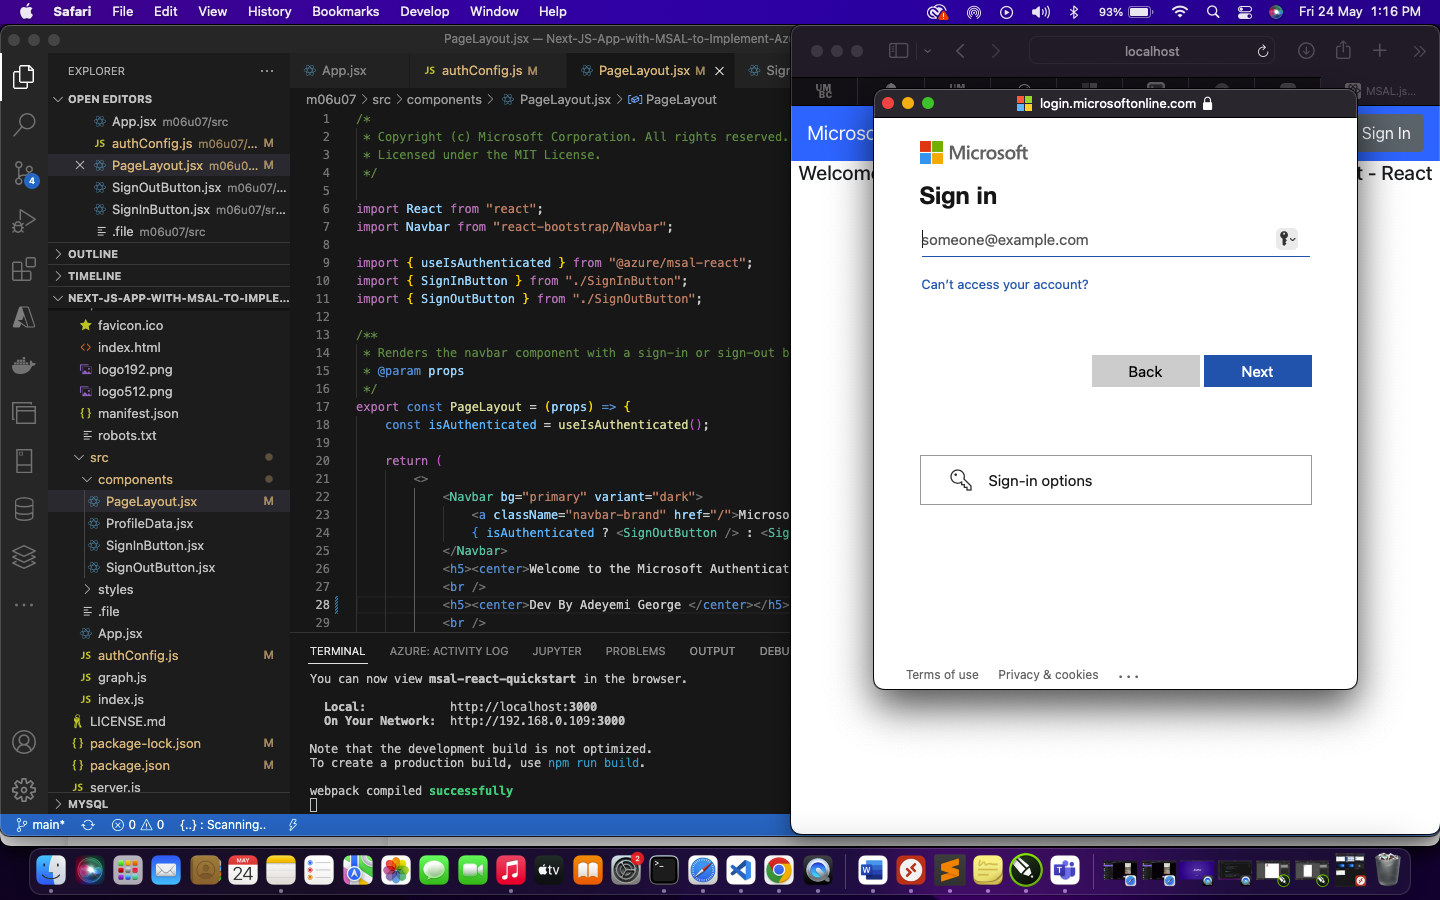 Safari File Edit View History Bookmarks Develop Window Help 93% Fri 24 May 1:16 PM
PageLayout.jsx — Next-JS-App-with-MSAL-to-Implement-Az
EXPLORER
OPEN EDITORS
App.jsx m06u07/src
authConfig.js m06u07/... M
PageLayout.jsx m06u0... M
SignOutButton.jsx m06u07/...
SignInButton.jsx m06u07/sr...
.file m06u07/src
OUTLINE
TIMELINE
NEXT-JS-APP-WITH-MSAL-TO-IMPLE...
favicon.ico
index.html
logo192.png
logo512.png
manifest.json
robots.txt
src
components
PageLayout.jsx M
ProfileData.jsx
SignInButton.jsx
SignOutButton.jsx
styles
.file
App.jsx
JS authConfig.js M
JS graph.js
JS index.js
LICENSE.md
{} package-lock.json M
{} package.json M
JS server.js
MYSQL
4
main* 0 0 {..} : Scanning..
App.jsx JS authConfig.js M PageLayout.jsx M Sign
m06u07 > src > components > PageLayout.jsx > PageLayout
1 /*
2 * Copyright (c) Microsoft Corporation. All rights reserved.
3 * Licensed under the MIT License.
4 */
5
6 import React from "react";
7 import Navbar from "react-bootstrap/Navbar";
8
9 import { useIsAuthenticated } from "@azure/msal-react";
10 import { SignInButton } from "./SignInButton";
11 import { SignOutButton } from "./SignOutButton";
12
13 /**
14 * Renders the navbar component with a sign-in or sign-out b
15 * @param props
16 */
17 export const PageLayout = (props) => {
18 const isAuthenticated = useIsAuthenticated();
19
20 return (
21 <>
22 <Navbar bg="primary" variant="dark">
23 <a className="navbar-brand" href="/">Microso
24 { isAuthenticated ? <SignOutButton /> : <Sig
25 </Navbar>
26 <h5><center>Welcome to the Microsoft Authenticat
27 <br />
28 <h5><center>Dev By Adeyemi George </center></h5>
29 <br />
TERMINAL AZURE: ACTIVITY LOG JUPYTER PROBLEMS OUTPUT DEBU
You can now view msal-react-quickstart in the browser.
Local: http://localhost:3000
On Your Network: http://192.168.0.109:3000
Note that the development build is not optimized.
To create a production build, use npm run build.
webpack compiled successfully
localhost
UM
BC
MSAL.js...
Microso Sign In
Welcom t - React
login.microsoftonline.com
Microsoft
Sign in
someone@example.com
Can't access your account?
Back Next
Sign-in options
Terms of use Privacy & cookies ...
MAY
24
tv
2